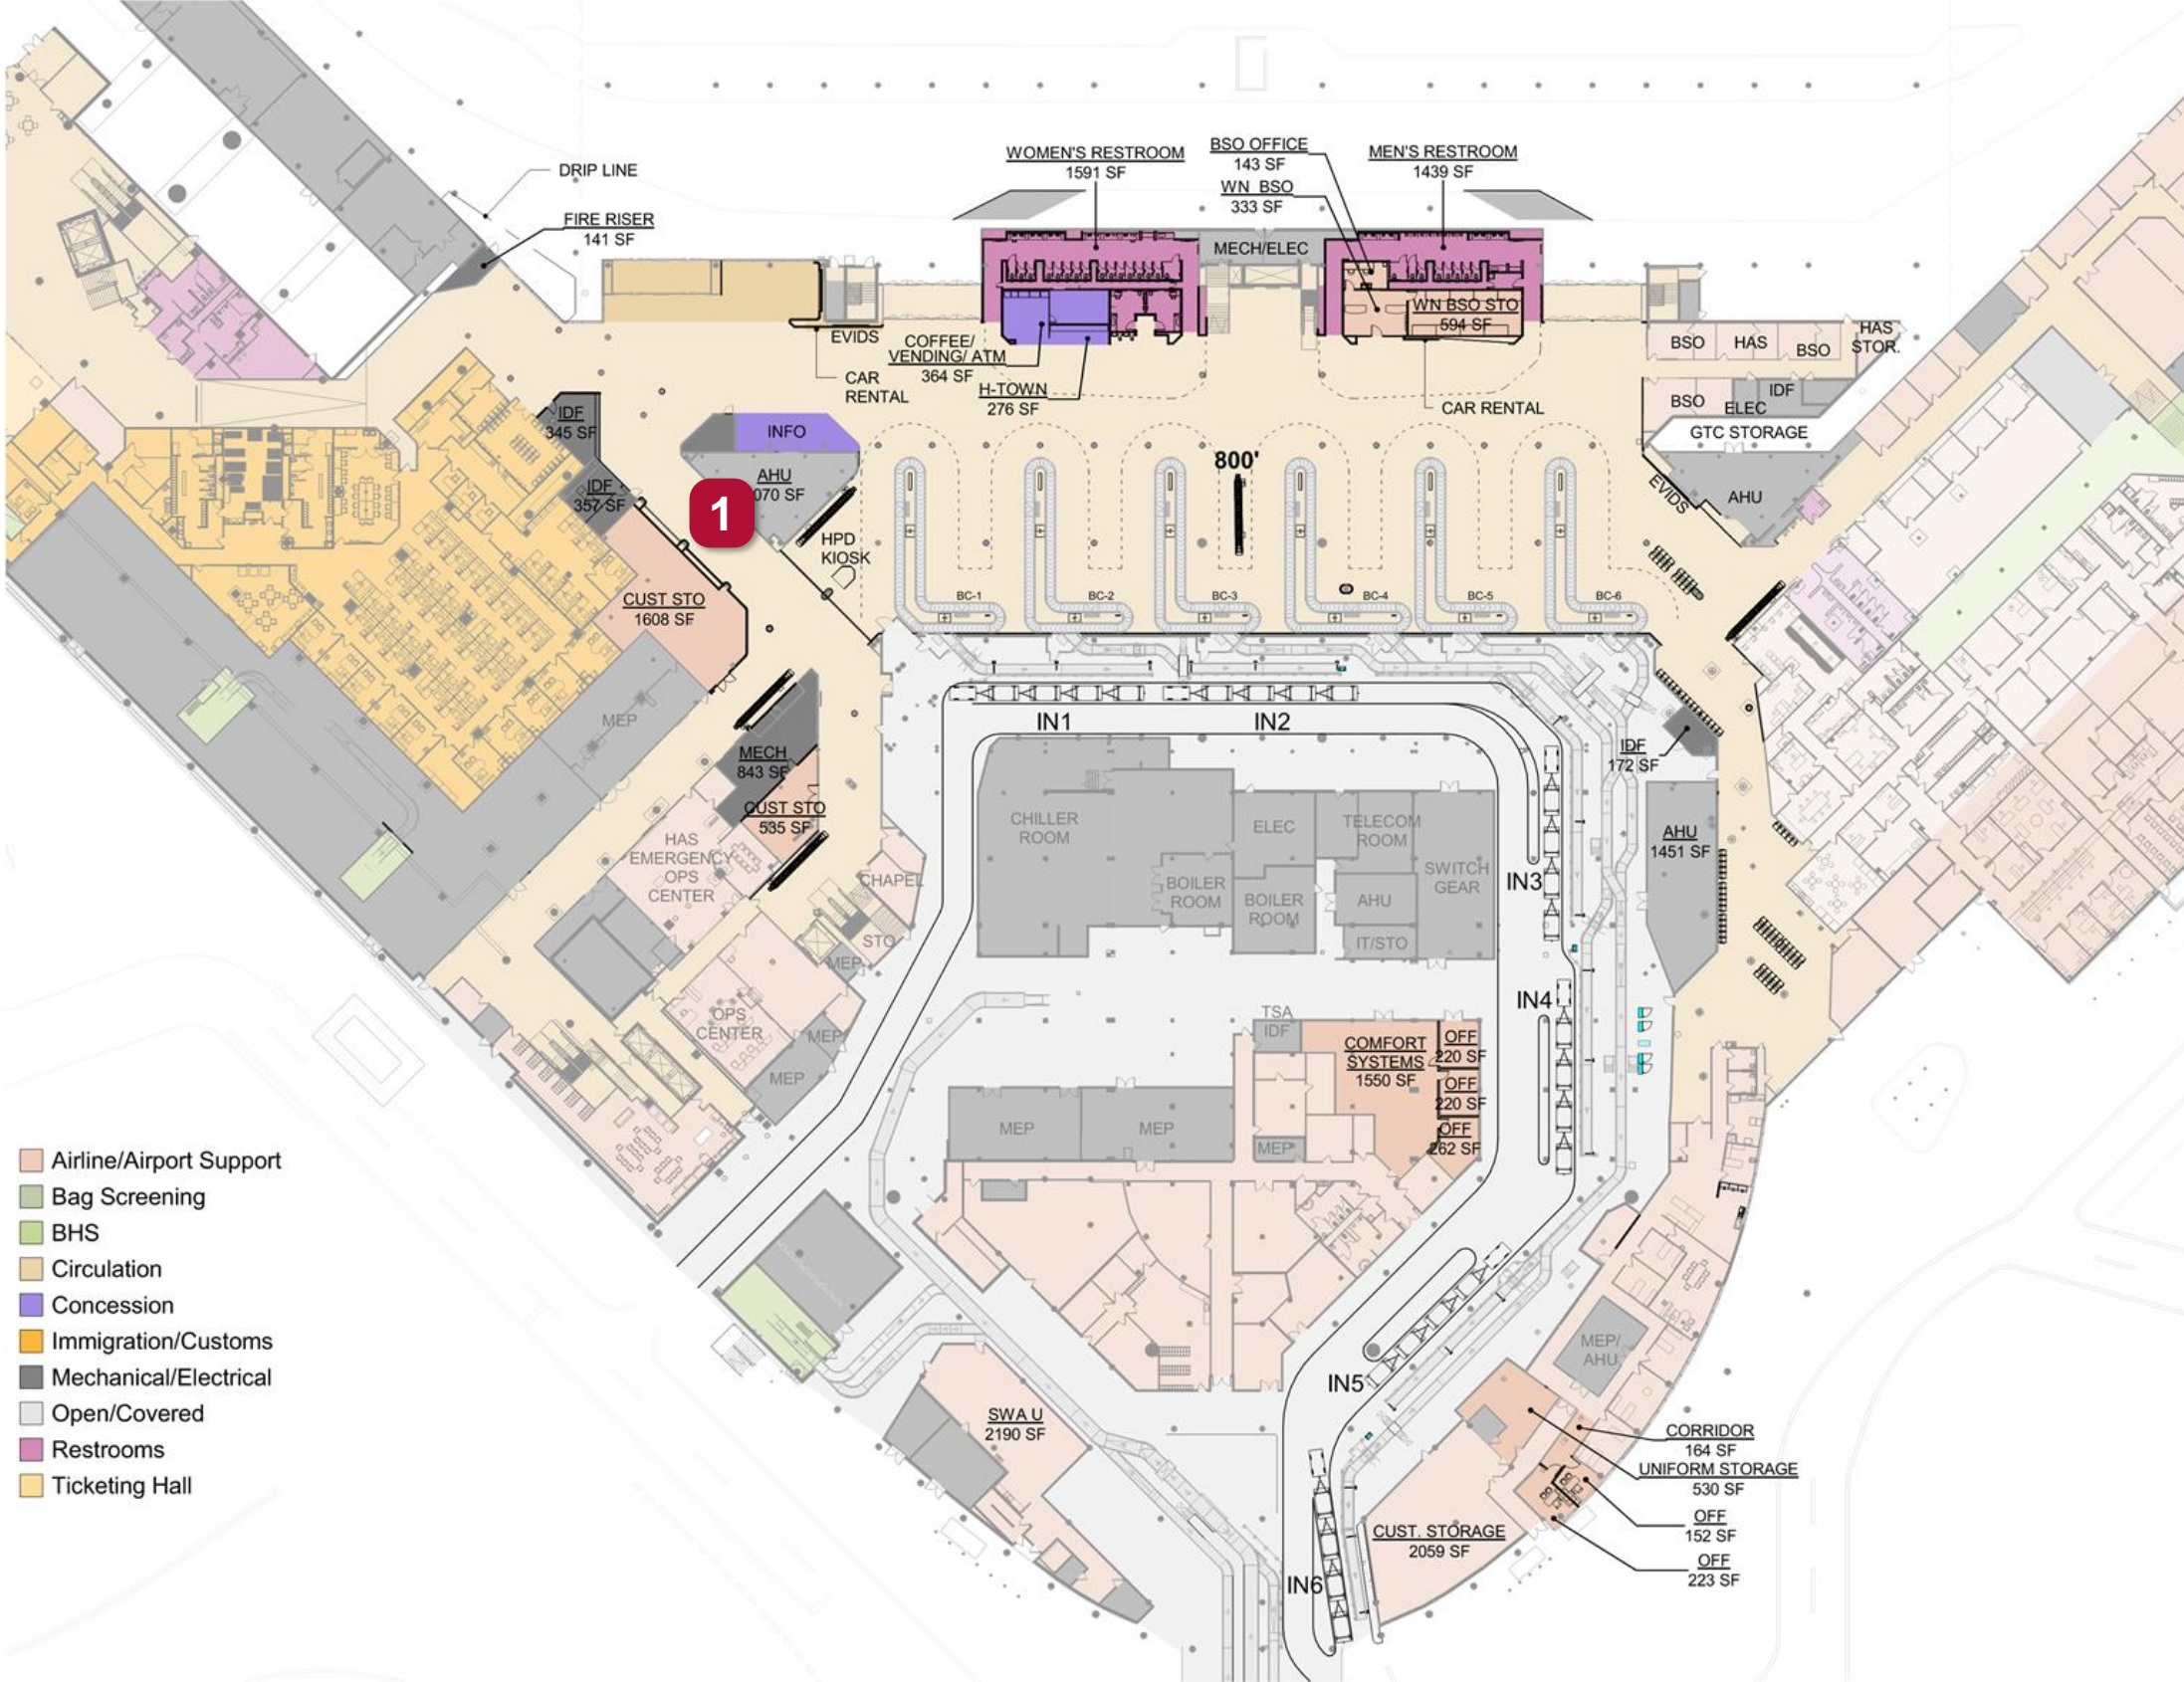 DRIP LINE
FIRE RISER
141 SF
WOMEN'S RESTROOM
1591 SF
BSO OFFICE
143 SF
WN BSO
333 SF
MEN'S RESTROOM
1439 SF
MECH/ELEC
WN BSO STO
594 SF
EVIDS
COFFEE/
VENDING/ ATM
364 SF
H-TOWN
276 SF
CAR
RENTAL
CAR RENTAL
BSO
HAS
BSO
HAS
STOR.
BSO
IDF
ELEC
GTC STORAGE
AHU
EVIDS
IDF
345 SF
IDF
357 SF
INFO
AHU
070 SF
1
HPD
KIOSK
800'
BC-1
BC-2
BC-3
BC-4
BC-5
BC-6
CUST STO
1608 SF
MEP
MECH
843 SF
CUST STO
535 SF
HAS
EMERGENCY
OPS
CENTER
CHAPEL
STO
MEP
OPS
CENTER
MEP
MEP
IN1
IN2
IN3
IN4
IN5
IN6
CHILLER
ROOM
ELEC
TELECOM
ROOM
BOILER
ROOM
BOILER
ROOM
AHU
SWITCH
GEAR
IT/STO
IDF
172 SF
AHU
1451 SF
TSA
IDF
COMFORT
SYSTEMS
1550 SF
OFF
220 SF
OFF
220 SF
OFF
262 SF
MEP
MEP
MEP
SWA U
2190 SF
MEP/
AHU
CORRIDOR
164 SF
UNIFORM STORAGE
530 SF
OFF
152 SF
OFF
223 SF
CUST. STORAGE
2059 SF
Airline/Airport Support
Bag Screening
BHS
Circulation
Concession
Immigration/Customs
Mechanical/Electrical
Open/Covered
Restrooms
Ticketing Hall